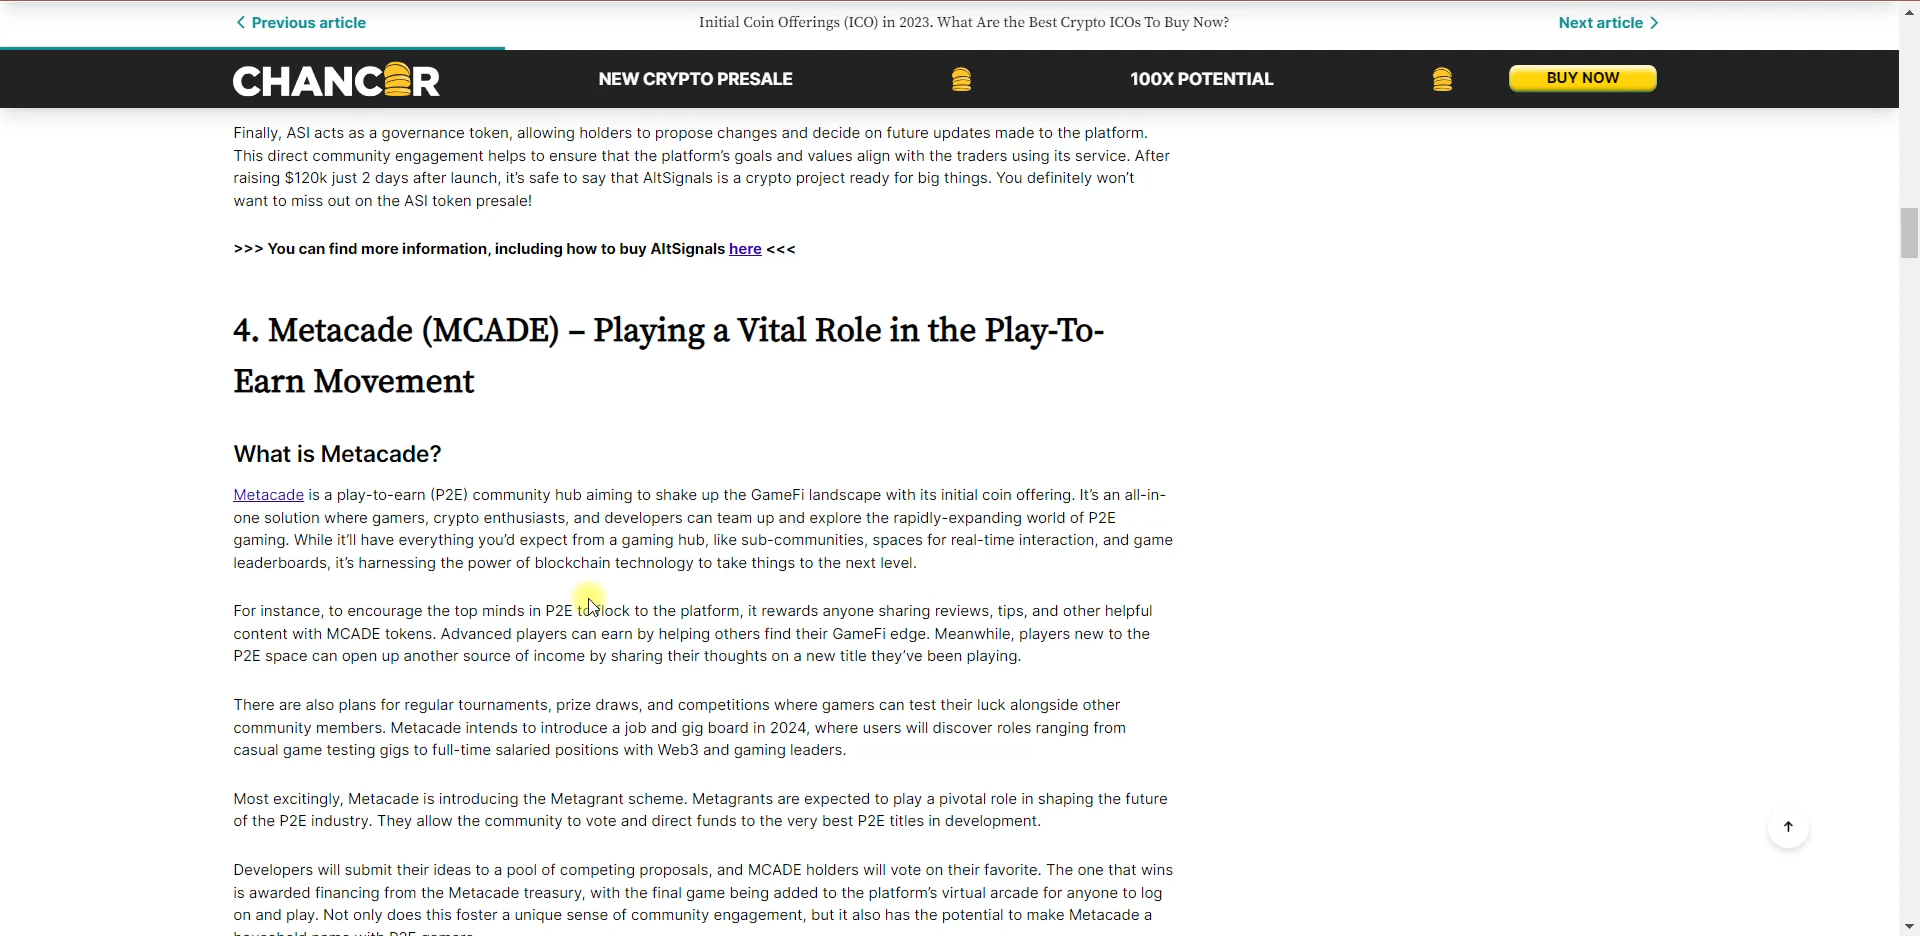 Previous article
Initial Coin Offerings (ICO) in 2023. What Are the Best Crypto ICOs To Buy Now?
Next article
CHANCER
NEW CRYPTO PRESALE
100X POTENTIAL
BUY NOW
Finally, ASI acts as a governance token, allowing holders to propose changes and decide on future updates made to the platform.
This direct community engagement helps to ensure that the platform's goals and values align with the traders using its service. After
raising $120k just 2 days after launch, it's safe to say that AltSignals is a crypto project ready for big things. You definitely won't
want to miss out on the ASI token presale!
>>> You can find more information, including how to buy AltSignals here <<<
4. Metacade (MCADE) – Playing a Vital Role in the Play-To-
Earn Movement
What is Metacade?
Metacade is a play-to-earn (P2E) community hub aiming to shake up the GameFi landscape with its initial coin offering. It's an all-in-
one solution where gamers, crypto enthusiasts, and developers can team up and explore the rapidly-expanding world of P2E
gaming. While it'll have everything you'd expect from a gaming hub, like sub-communities, spaces for real-time interaction, and game
leaderboards, it's harnessing the power of blockchain technology to take things to the next level.
For instance, to encourage the top minds in P2E to flock to the platform, it rewards anyone sharing reviews, tips, and other helpful
content with MCADE tokens. Advanced players can earn by helping others find their GameFi edge. Meanwhile, players new to the
P2E space can open up another source of income by sharing their thoughts on a new title they've been playing.
There are also plans for regular tournaments, prize draws, and competitions where gamers can test their luck alongside other
community members. Metacade intends to introduce a job and gig board in 2024, where users will discover roles ranging from
casual game testing gigs to full-time salaried positions with Web3 and gaming leaders.
Most excitingly, Metacade is introducing the Metagrant scheme. Metagrants are expected to play a pivotal role in shaping the future
of the P2E industry. They allow the community to vote and direct funds to the very best P2E titles in development.
Developers will submit their ideas to a pool of competing proposals, and MCADE holders will vote on their favorite. The one that wins
is awarded financing from the Metacade treasury, with the final game being added to the platform's virtual arcade for anyone to log
on and play. Not only does this foster a unique sense of community engagement, but it also has the potential to make Metacade a
household name with P2E gamers.